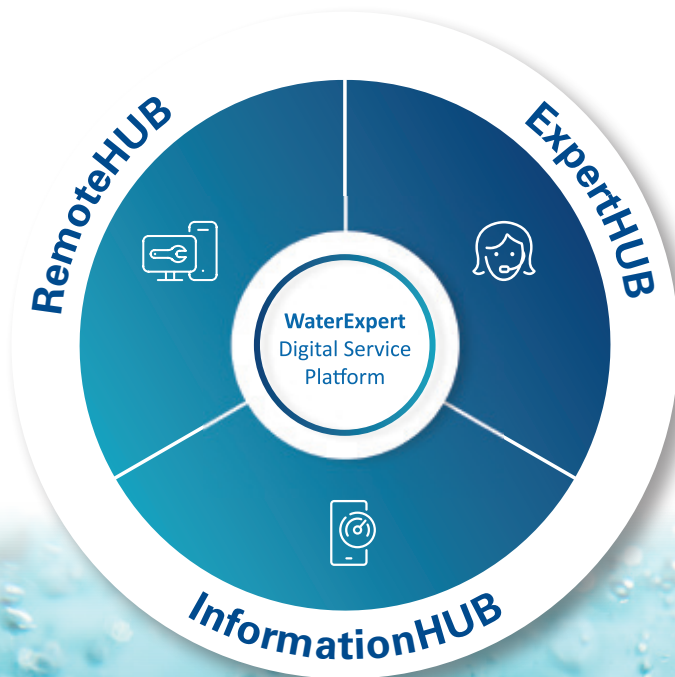 RemoteHUB
ExpertHUB
WaterExpert
Digital Service
Platform
InformationHUB